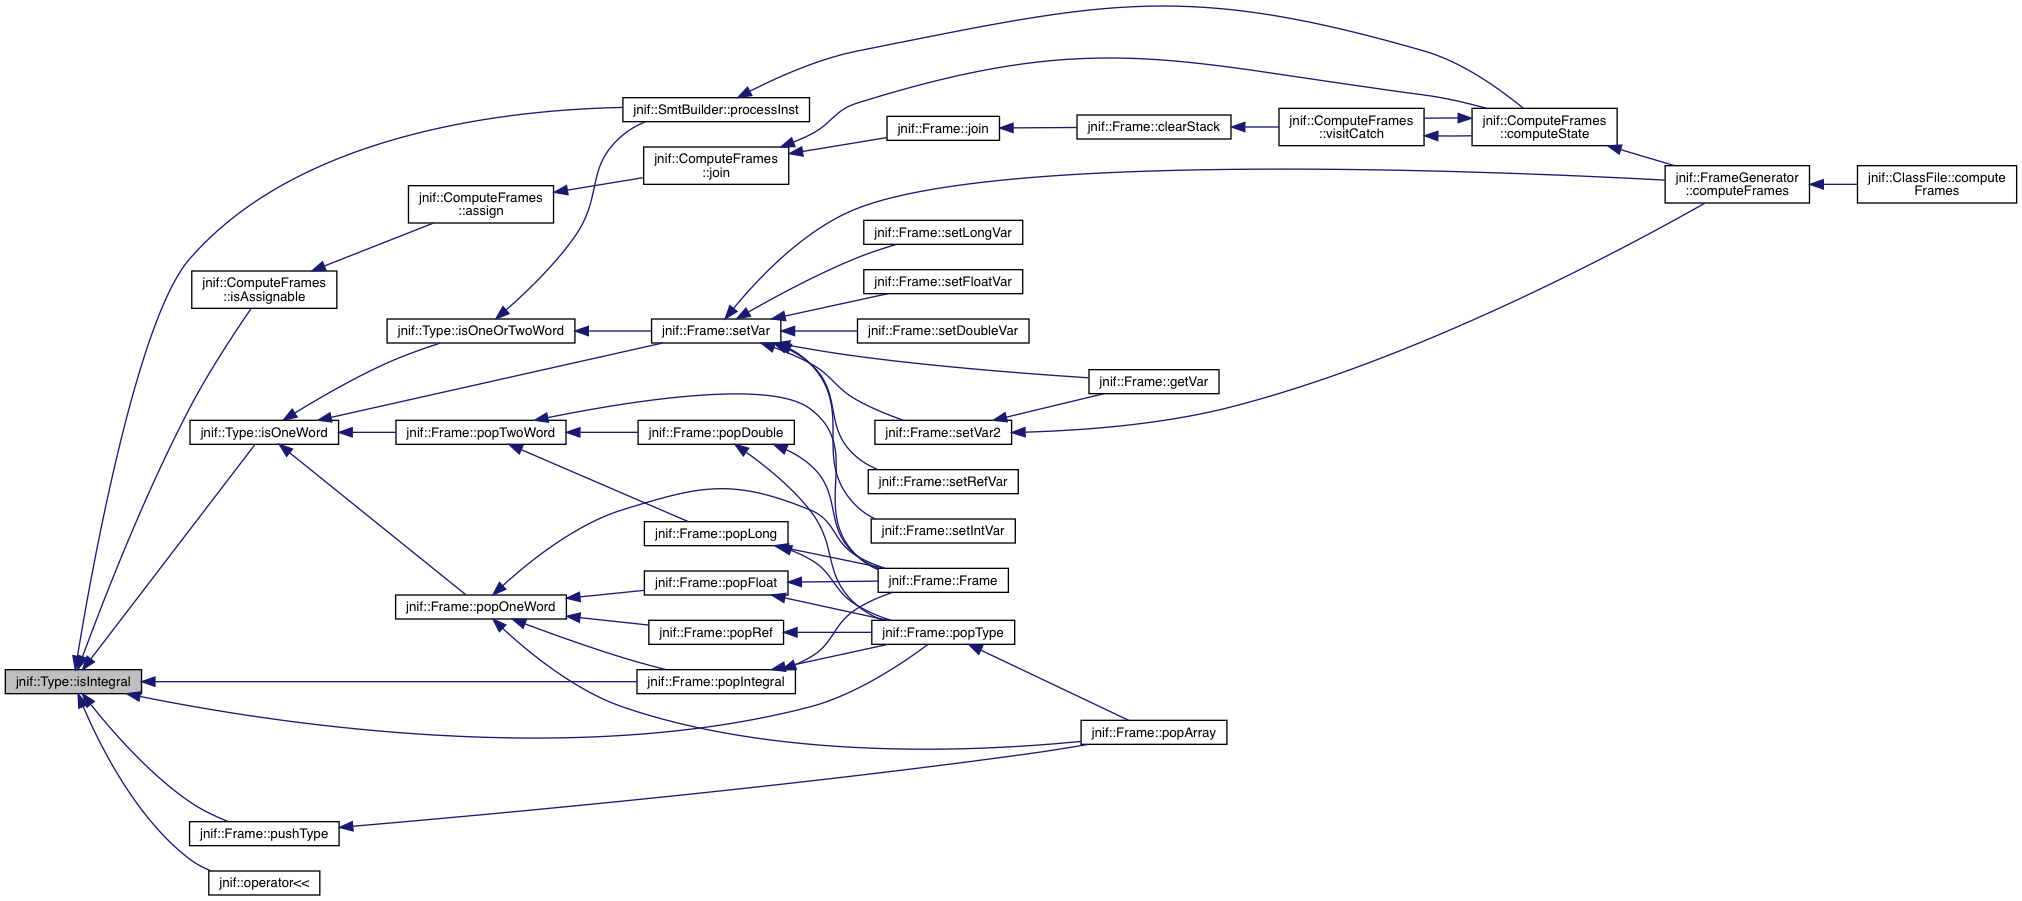 jnif::SmtBuilder::processInst
jnif::Frame::join
jnif::Frame::clearStack
jnif::ComputeFrames
::visitCatch
jnif::ComputeFrames
::computeState
jnif::ComputeFrames
::join
jnif::FrameGenerator
::computeFrames
jnif::ClassFile::compute
Frames
jnif::ComputeFrames
::assign
jnif::Frame::setLongVar
jnif::ComputeFrames
::isAssignable
jnif::Frame::setFloatVar
jnif::Type::isOneOrTwoWord
jnif::Frame::setVar
jnif::Frame::setDoubleVar
jnif::Frame::getVar
jnif::Type::isOneWord
jnif::Frame::popTwoWord
jnif::Frame::popDouble
jnif::Frame::setVar2
jnif::Frame::setRefVar
jnif::Frame::popLong
jnif::Frame::setIntVar
jnif::Frame::popFloat
jnif::Frame::Frame
jnif::Frame::popOneWord
jnif::Frame::popRef
jnif::Frame::popType
jnif::Type::isIntegral
jnif::Frame::popIntegral
jnif::Frame::popArray
jnif::Frame::pushType
jnif::operator<<